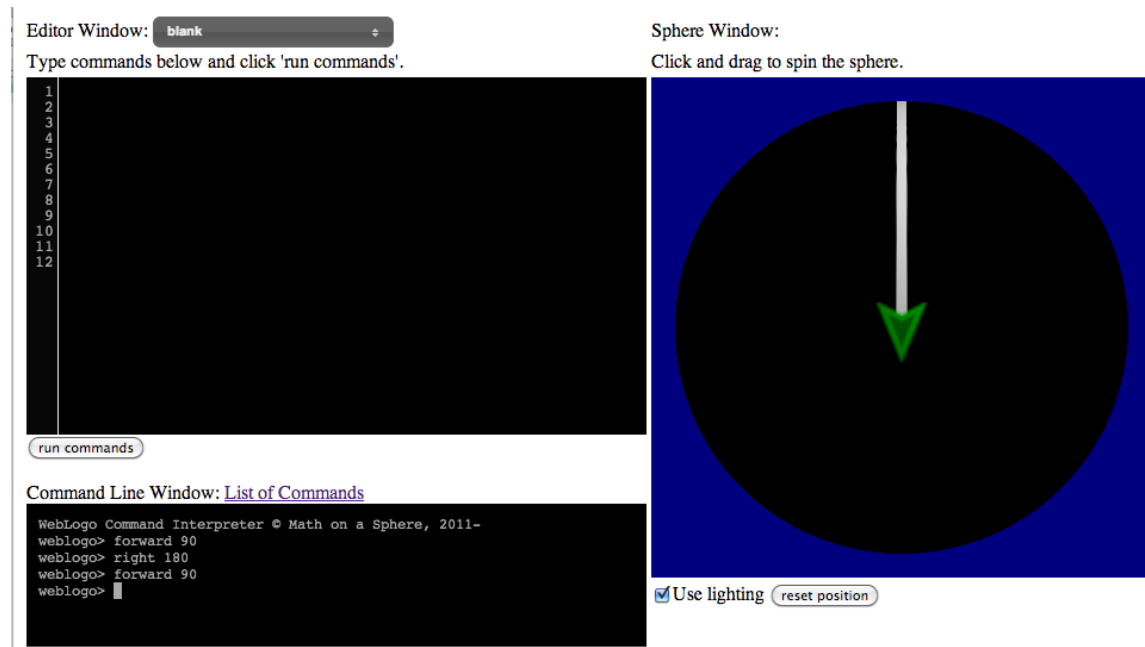 Editor Window: blank
Type commands below and click 'run commands'.
1
2
3
4
5
6
7
8
9
10
11
12
run commands
Command Line Window: List of Commands
WebLogo Command Interpreter © Math on a Sphere, 2011-
weblogo> forward 90
weblogo> right 180
weblogo> forward 90
weblogo>
Sphere Window:
Click and drag to spin the sphere.
Use lighting reset position